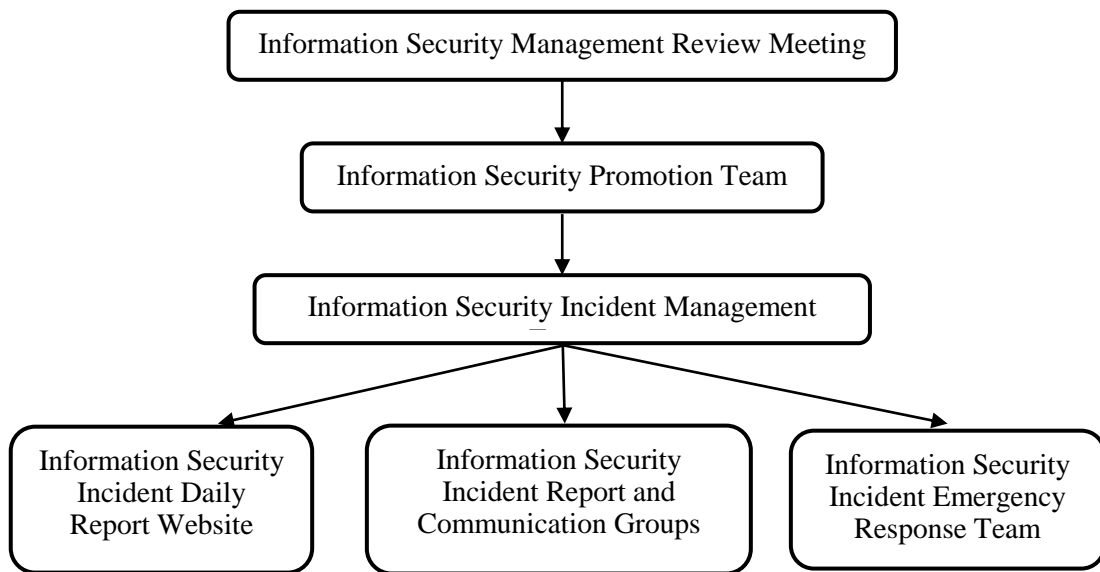 Information Security Management Review Meeting
Information Security Promotion Team
Information Security Incident Management
Information Security
Incident Daily
Report Website
Information Security
Incident Report and
Communication Groups
Information Security
Incident Emergency
Response Team